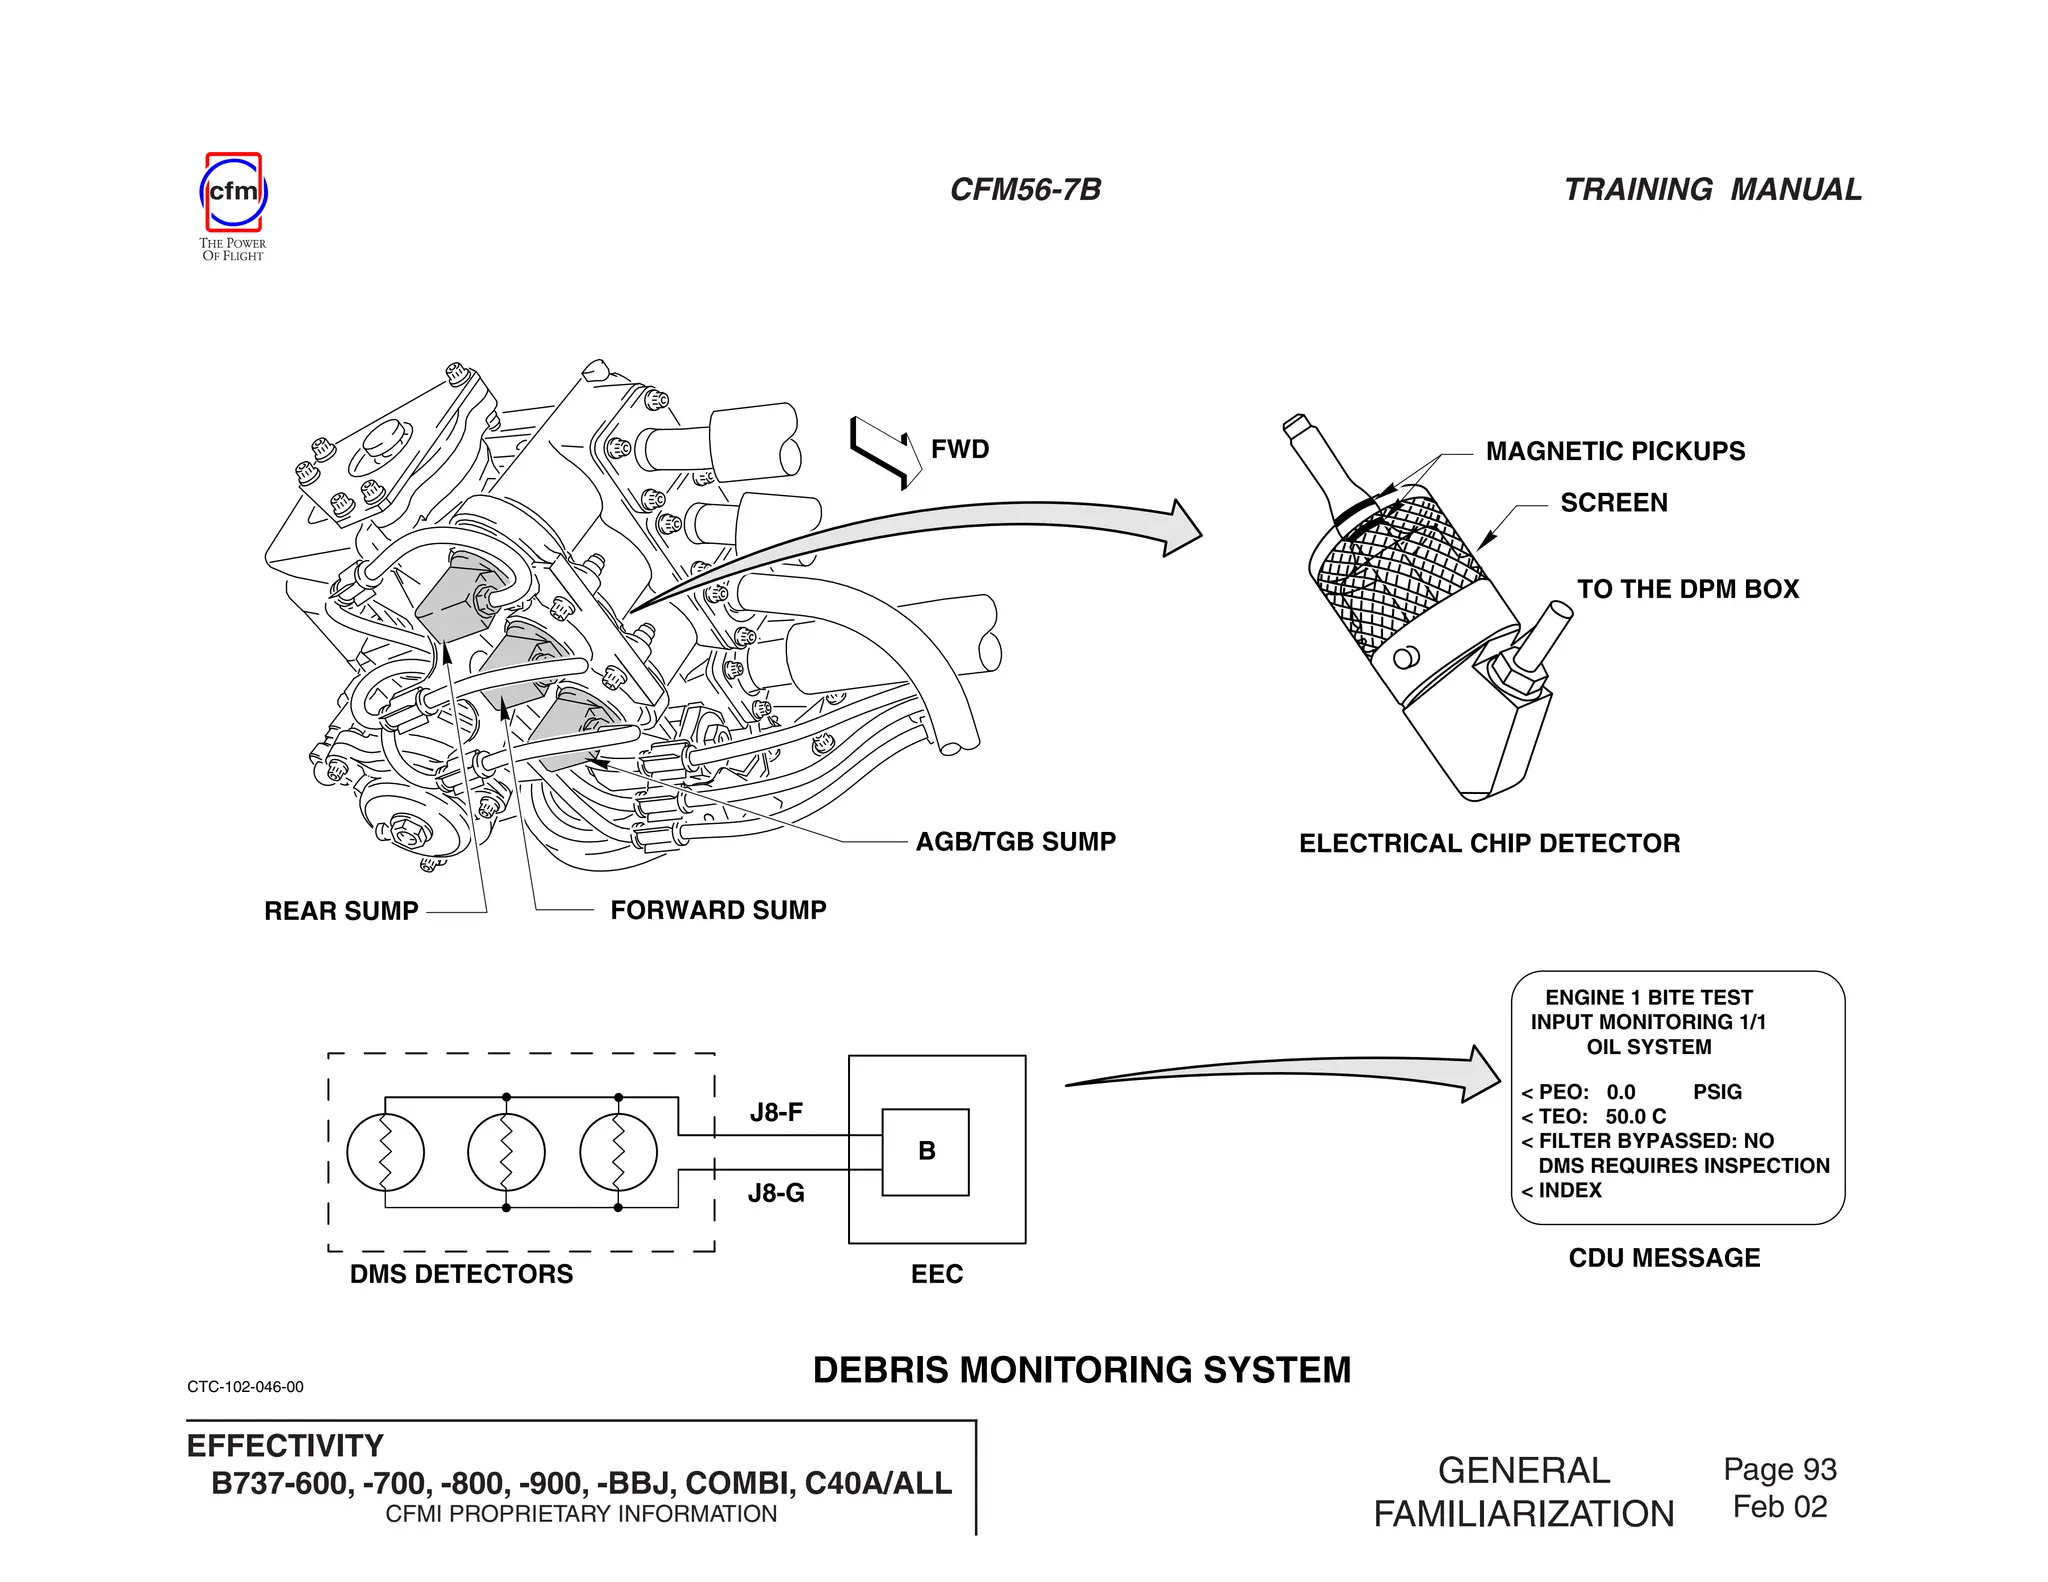 cfm
THE POWER
OF FLIGHT
CFM56-7B
TRAINING MANUAL
FWD
MAGNETIC PICKUPS
SCREEN
TO THE DPM BOX
AGB/TGB SUMP
ELECTRICAL CHIP DETECTOR
REAR SUMP
FORWARD SUMP
ENGINE 1 BITE TEST
INPUT MONITORING 1/1
OIL SYSTEM
< PEO: 0.0 PSIG
< TEO: 50.0 C
< FILTER BYPASSED: NO
DMS REQUIRES INSPECTION
< INDEX
J8-F
B
J8-G
DMS DETECTORS
EEC
CDU MESSAGE
DEBRIS MONITORING SYSTEM
CTC-102-046-00
EFFECTIVITY
B737-600, -700, -800, -900, -BBJ, COMBI, C40A/ALL
CFMI PROPRIETARY INFORMATION
GENERAL
FAMILIARIZATION
Page 93
Feb 02